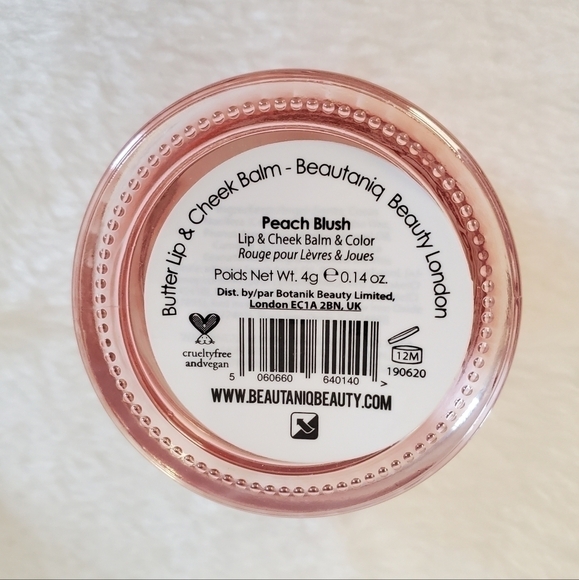 Butter Lip & Cheek Balm - Beautaniq Beauty London
Peach Blush
Lip & Cheek Balm & Color
Rouge pour Lèvres & Joues
Poids Net Wt. 4g ℮ 0.14 oz.
Dist. by/par Botanik Beauty Limited,
London EC1A 2BN, UK
crueltyfree
andvegan
12M
190620
5 060660 640140 >
WWW.BEAUTANIQBEAUTY.COM